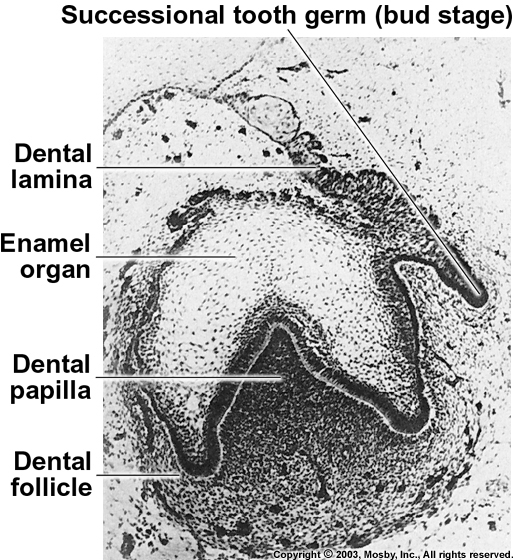 Successional tooth germ (bud stage)
Dental
lamina
Enamel
organ
Dental
papilla
Dental
follicle
Copyright © 2003, Mosby, Inc., All rights reserved.